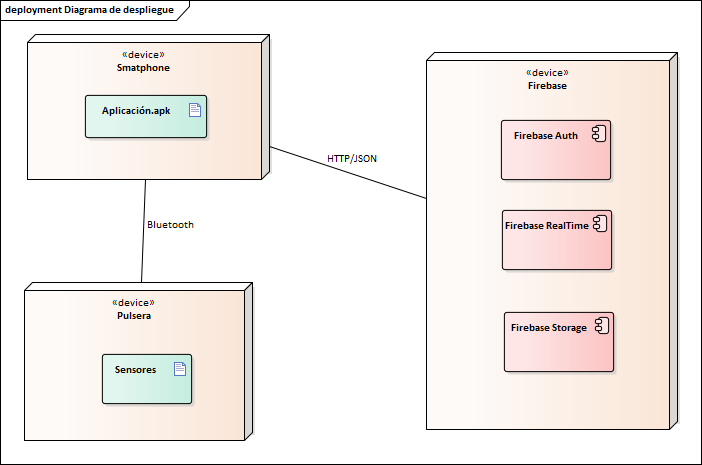 deployment Diagrama de despliegue
«device»
Smatphone
Aplicación.apk
HTTP/JSON
Bluetooth
«device»
Pulsera
Sensores
«device»
Firebase
Firebase Auth
Firebase RealTime
Firebase Storage